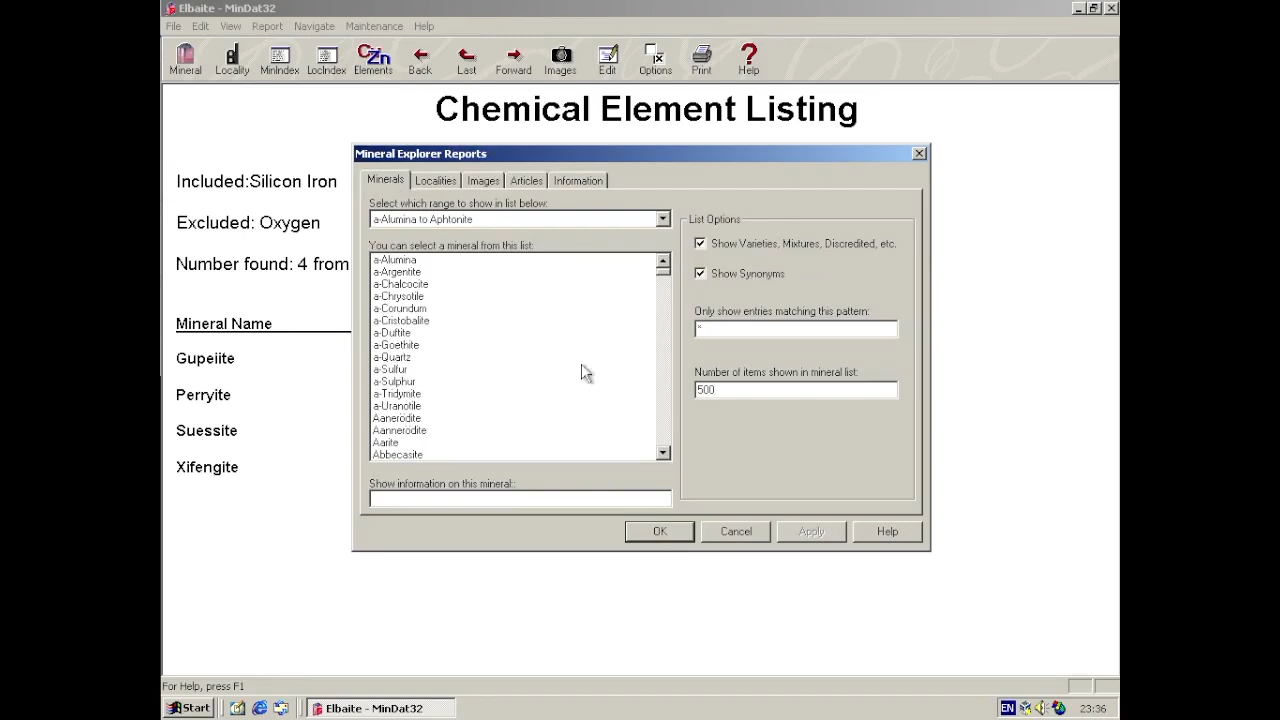 Elbaite - MinDat32
File Edit View Report Navigate Maintenance Help
Mineral Locality MinIndex LocIndex Elements Back Last Forward Images Edit Options Print Help
Chemical Element Listing
Included:Silicon Iron
Excluded: Oxygen
Number found: 4 from
Mineral Name
Gupeiite
Perryite
Suessite
Xifengite
Mineral Explorer Reports
Minerals Localities Images Articles Information
Select which range to show in list below:
a-Alumina to Aphtonite
You can select a mineral from this list:
a-Alumina
a-Argentite
a-Chalcocite
a-Chrysotile
a-Corundum
a-Cristobalite
a-Duftite
a-Goethite
a-Quartz
a-Sulfur
a-Sulphur
a-Tridymite
a-Uranotile
Aanerödite
Aannerodite
Aarite
Abbecasite
Show information on this mineral::
List Options
Show Varieties, Mixtures, Discredited, etc.
Show Synonyms
Only show entries matching this pattern:
*
Number of items shown in mineral list:
500
OK Cancel Apply Help
For Help, press F1
Start Elbaite - MinDat32 EN 23:36